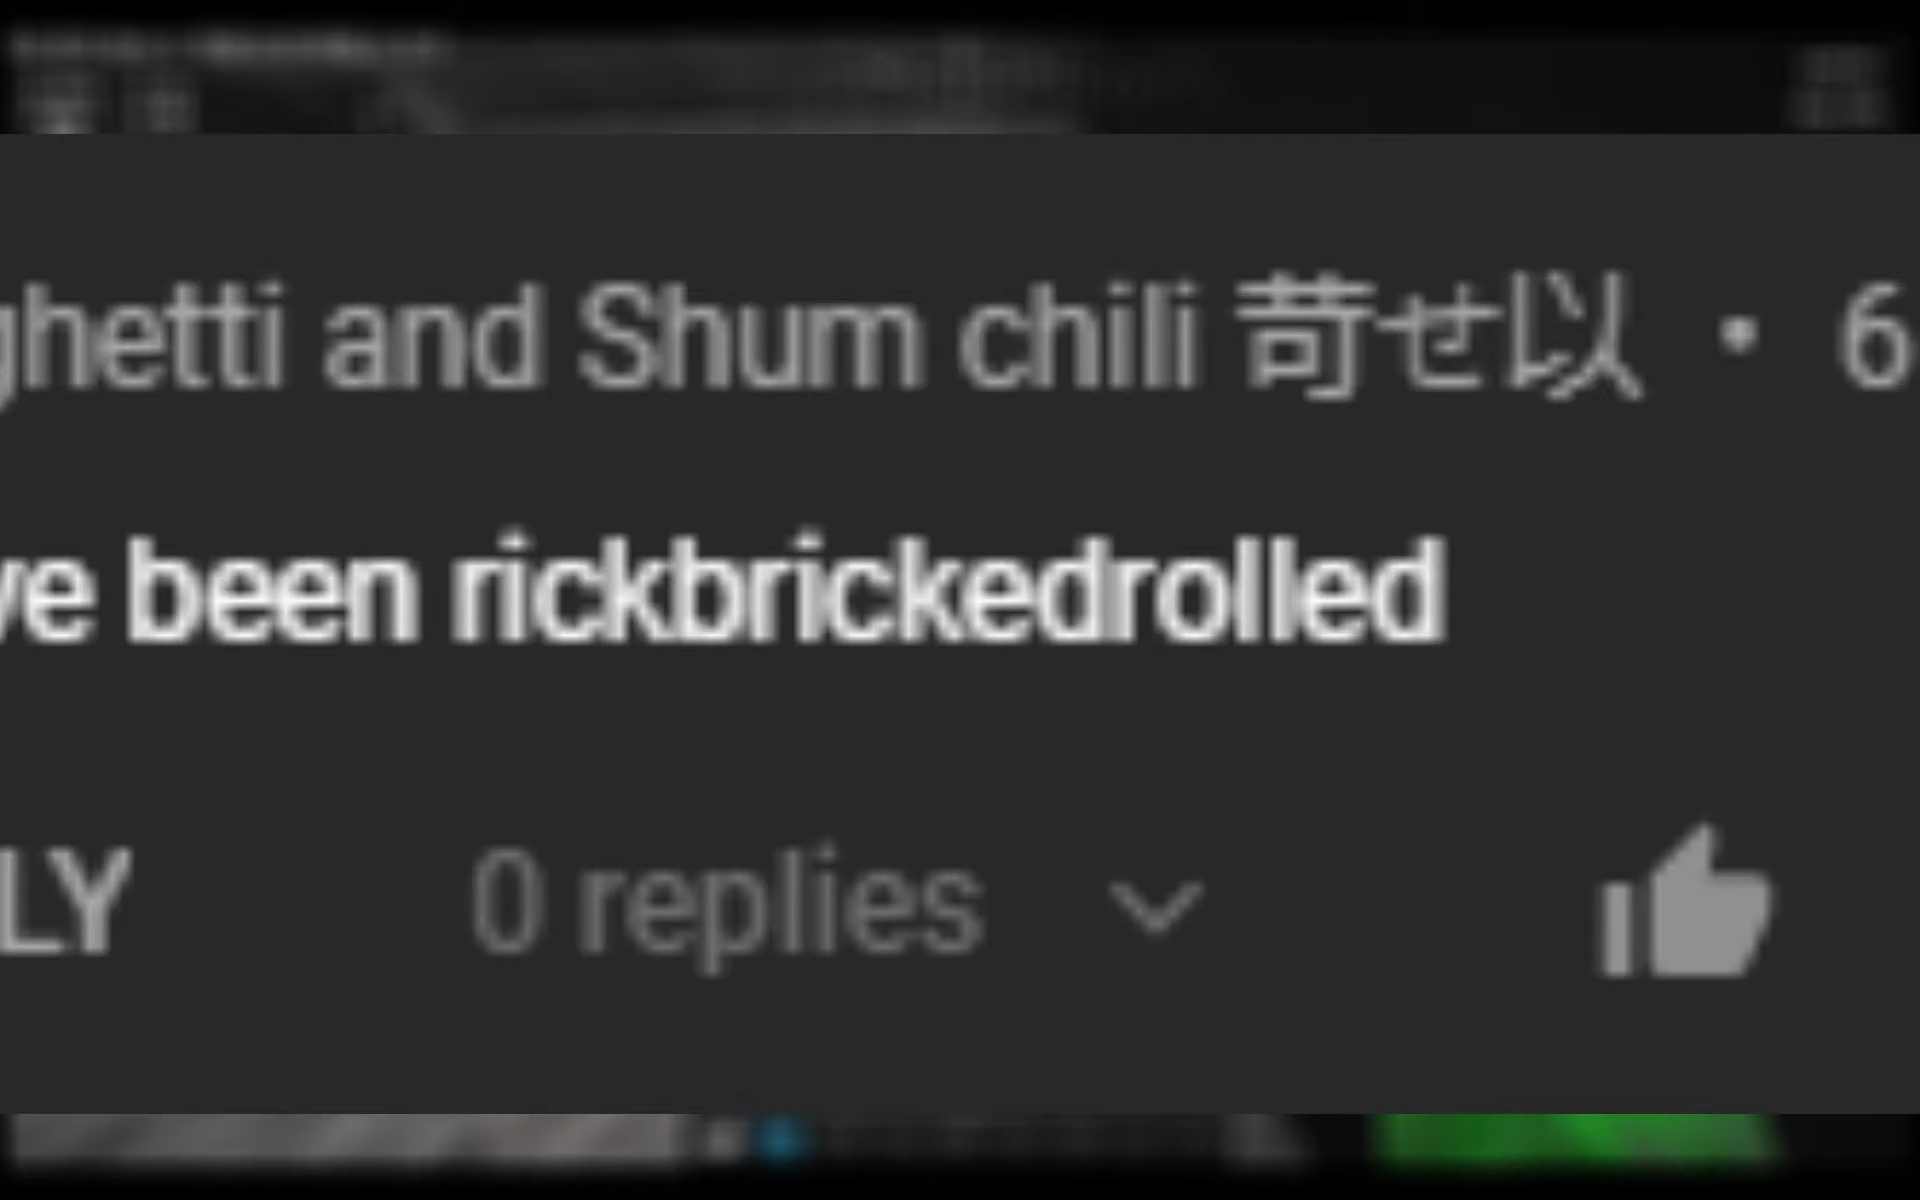 ghetti and Shum chili 苛せ以 • 6
ve been rickbrickedrolled
LY
0 replies